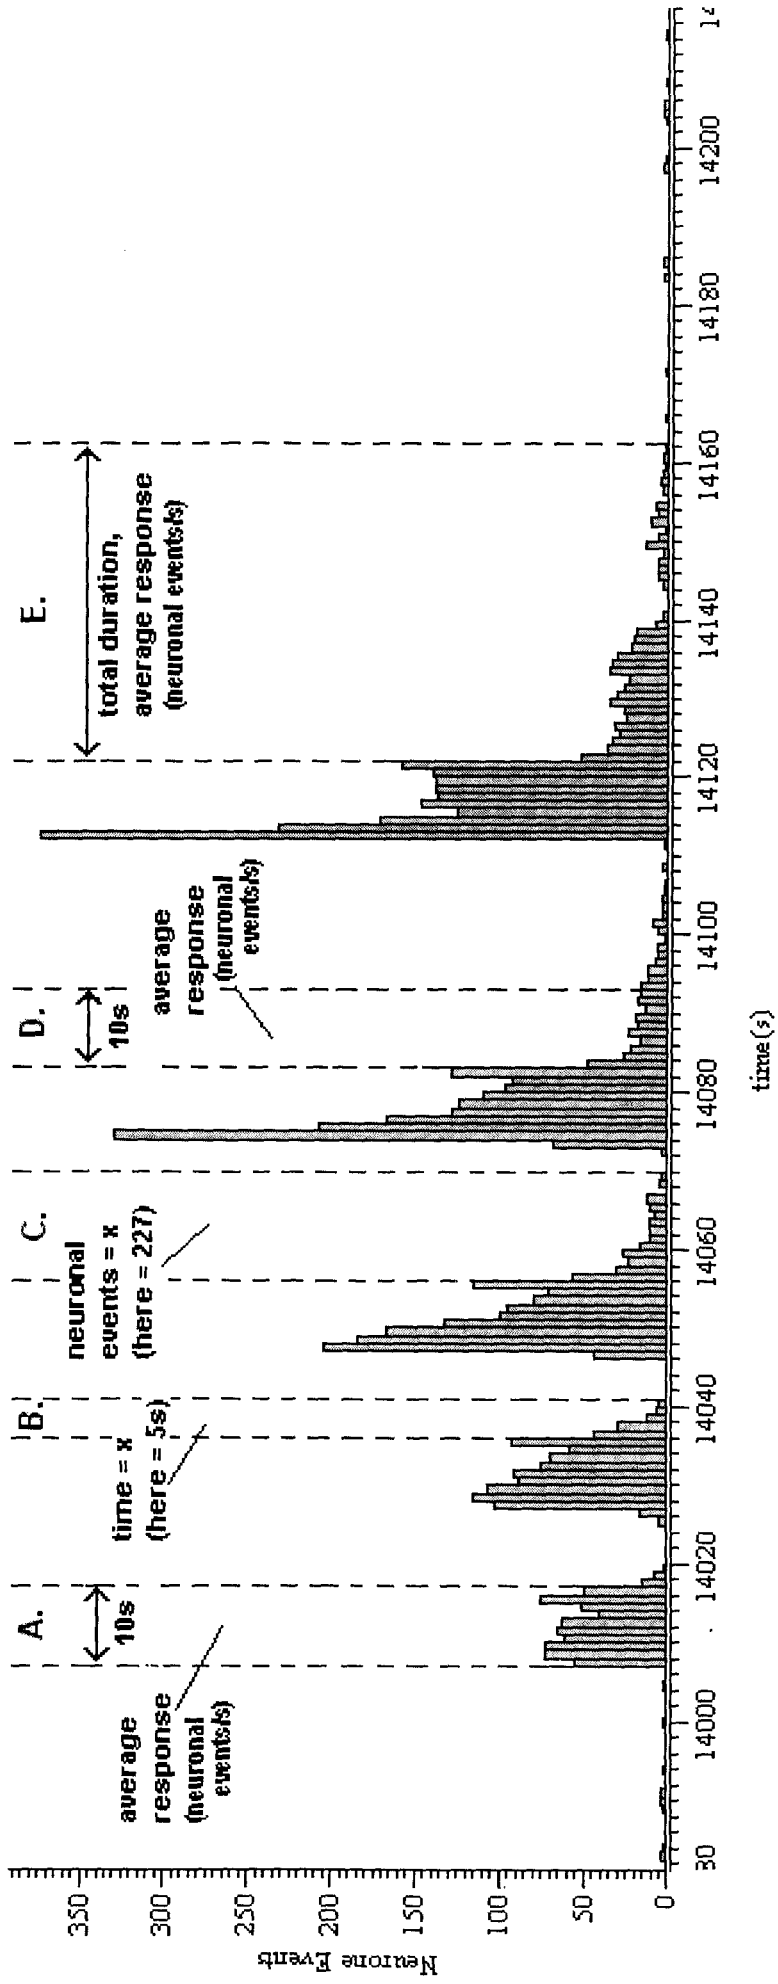 A.
10s
average
response
(neuronal
events/s)
B.
time = x
(here = 5s)
C.
neuronal
events = x
(here = 227)
D.
10s
average
response
(neuronal
events/s)
E.
total duration,
average response
(neuronal events/s)
Neurone Events
350
300
250
200
150
100
50
0
14000
14020
14040
14060
14080
14100
14120
14140
14160
14180
14200
time(s)